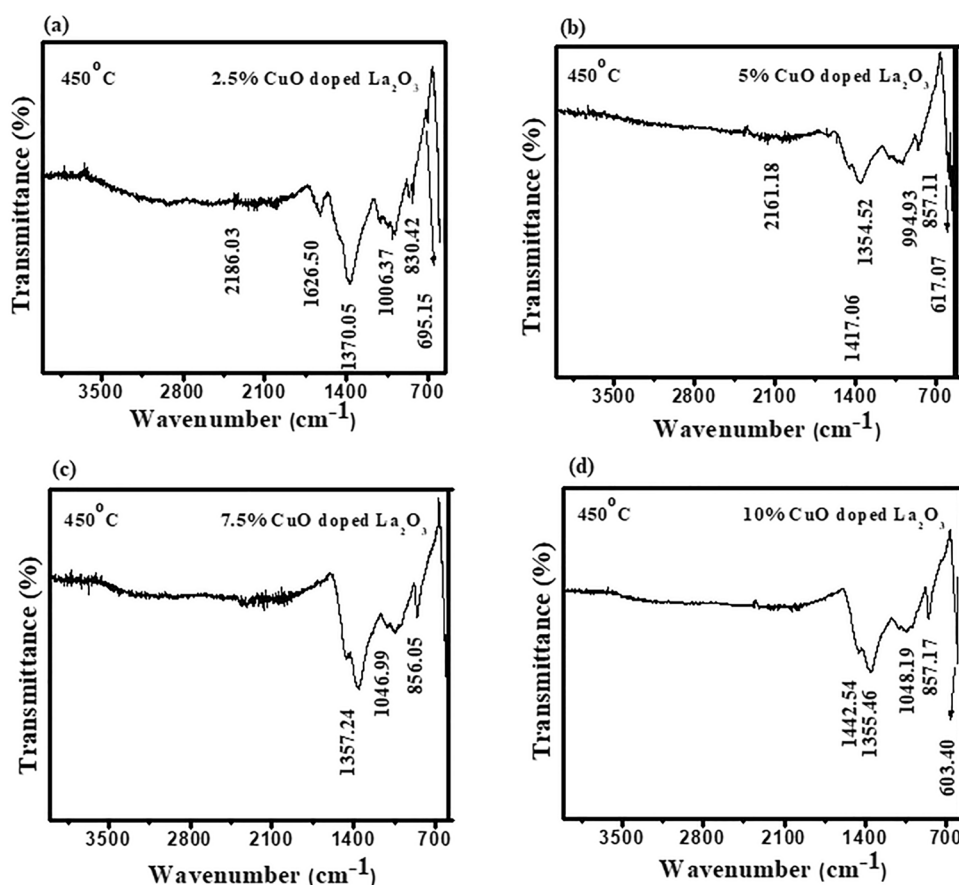 (a)
450°C 2.5% CuO doped La₂O₃
Transmittance (%)
2186.03
1626.50
1370.05
1006.37
830.42
695.15
3500 2800 2100 1400 700
Wavenumber (cm⁻¹)
(b)
450°C 5% CuO doped La₂O₃
Transmittance (%)
2161.18
1417.06
1354.52
994.93
857.11
617.07
3500 2800 2100 1400 700
Wavenumber (cm⁻¹)
(c)
450°C 7.5% CuO doped La₂O₃
Transmittance (%)
1357.24
1046.99
856.05
3500 2800 2100 1400 700
Wavenumber (cm⁻¹)
(d)
450°C 10% CuO doped La₂O₃
Transmittance (%)
1442.54
1355.46
1048.19
857.17
603.40
3500 2800 2100 1400 700
Wavenumber (cm⁻¹)